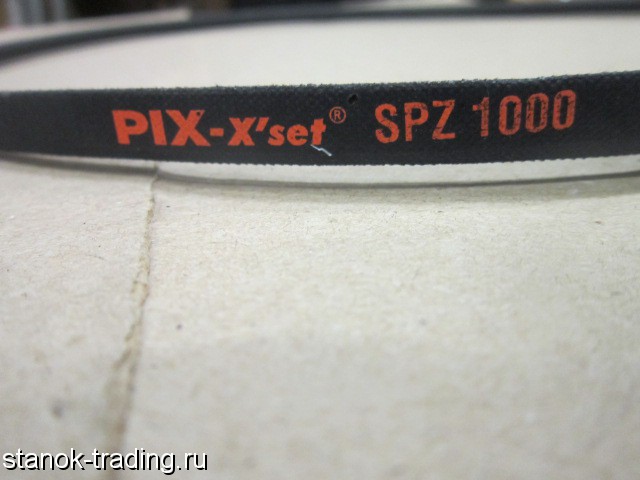 PIX-X'set® SPZ 1000
stanok-trading.ru